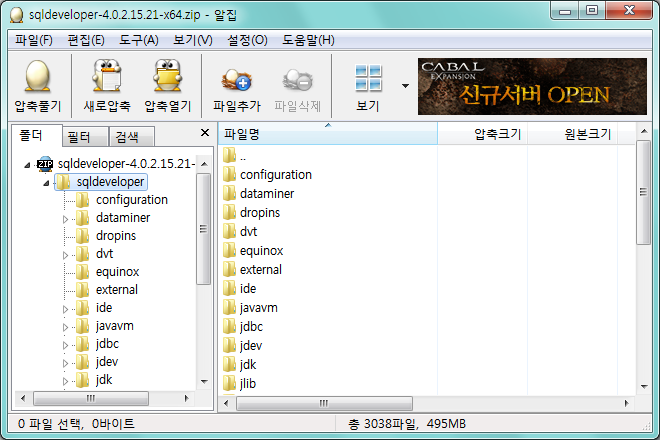 sqldeveloper-4.0.2.15.21-x64.zip - 알집
파일(F) 편집(E) 도구(A) 보기(V) 설정(O) 도움말(H)
압축풀기 새로압축 압축열기 파일추가 파일삭제 보기
CABAL
EXPANSION
신규서버 OPEN
폴더 필터 검색
ZIP sqldeveloper-4.0.2.15.21-
sqldeveloper
configuration
dataminer
dropins
dvt
equinox
external
ide
javavm
jdbc
jdev
jdk
파일명 압축크기 원본크기
..
configuration
dataminer
dropins
dvt
equinox
external
ide
javavm
jdbc
jdev
jdk
jlib
0 파일 선택, 0바이트 총 3038파일, 495MB